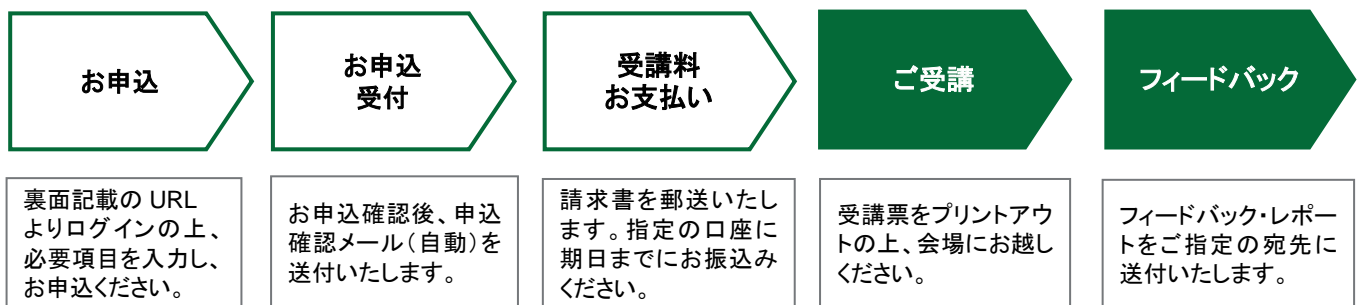 お申込
お申込
受付
受講料
お支払い
ご受講
フィードバック
裏面記載の URL
よりログインの上、
必要項目を入力し、
お申込ください。
お申込確認後、申込
確認メール（自動）を
送付いたします。
請求書を郵送いたし
ます。指定の口座に
期日までにお振込み
ください。
受講票をプリントアウ
トの上、会場にお越し
ください。
フィードバック・レポー
トをご指定の宛先に
送付いたします。